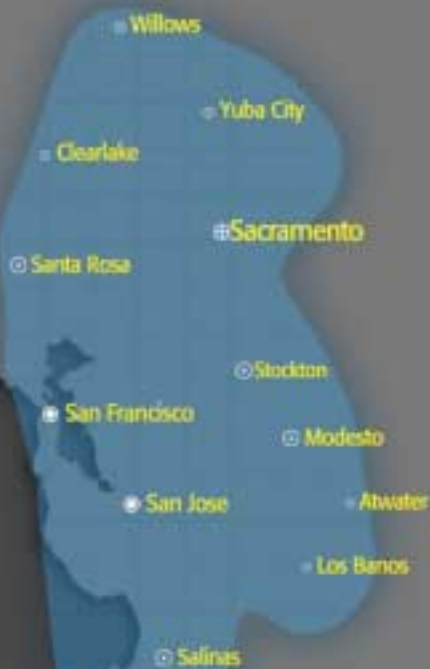 Willows
Yuba City
Clearlake
Sacramento
Santa Rosa
Stockton
San Francisco
Modesto
San Jose
Atwater
Los Banos
Salinas